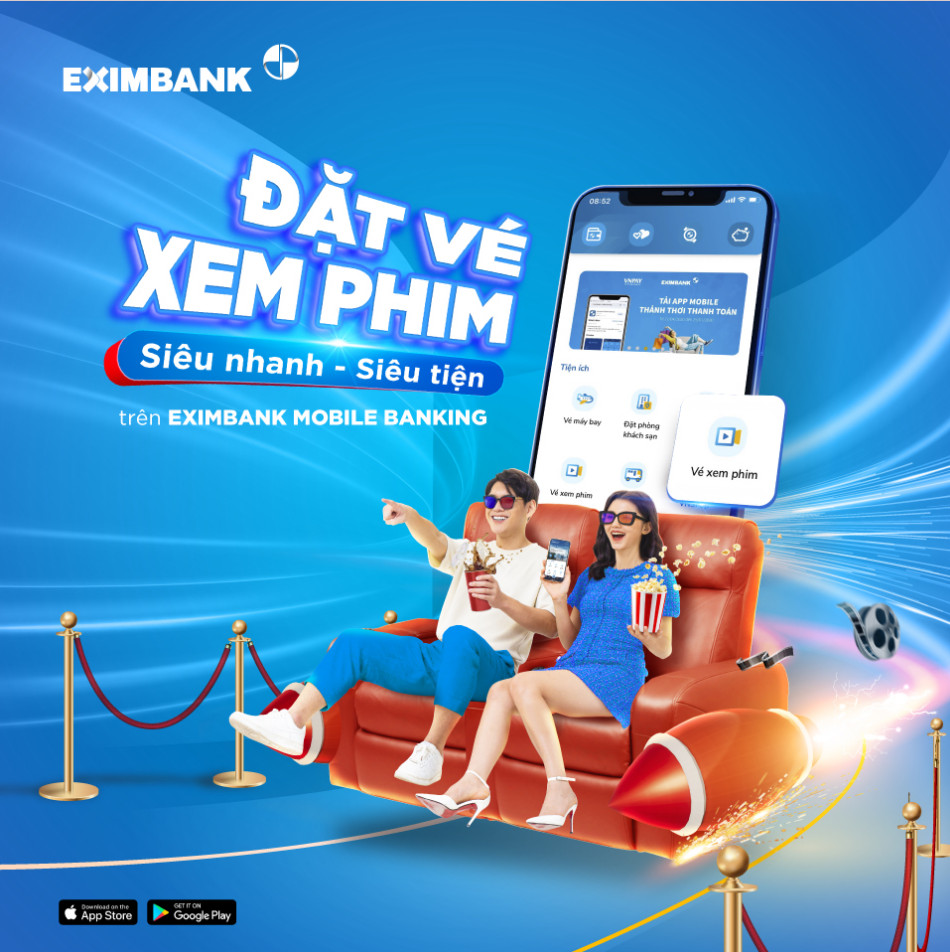 EXIMBANK
ĐẶT VÉ
XEM PHIM
Siêu nhanh - Siêu tiện
trên EXIMBANK MOBILE BANKING
08:52
VNPAY EXIMBANK
TẢI APP MOBILE
THẢNH THƠI THANH TOÁN
Tiện ích
Vé máy bay
Đặt phòng
khách sạn
Vé xem phim
Vé xem phim
Download on the
App Store
GET IT ON
Google Play